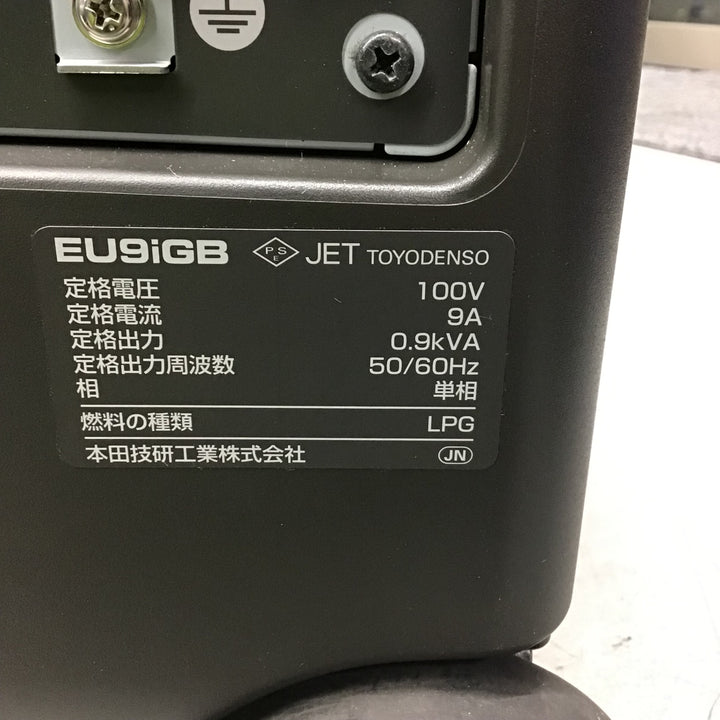 EU9iGB PSE JET TOYODENSO
定格電圧 100V
定格電流 9A
定格出力 0.9kVA
定格出力周波数 50/60Hz
相 単相
燃料の種類 LPG
本田技研工業株式会社 JN